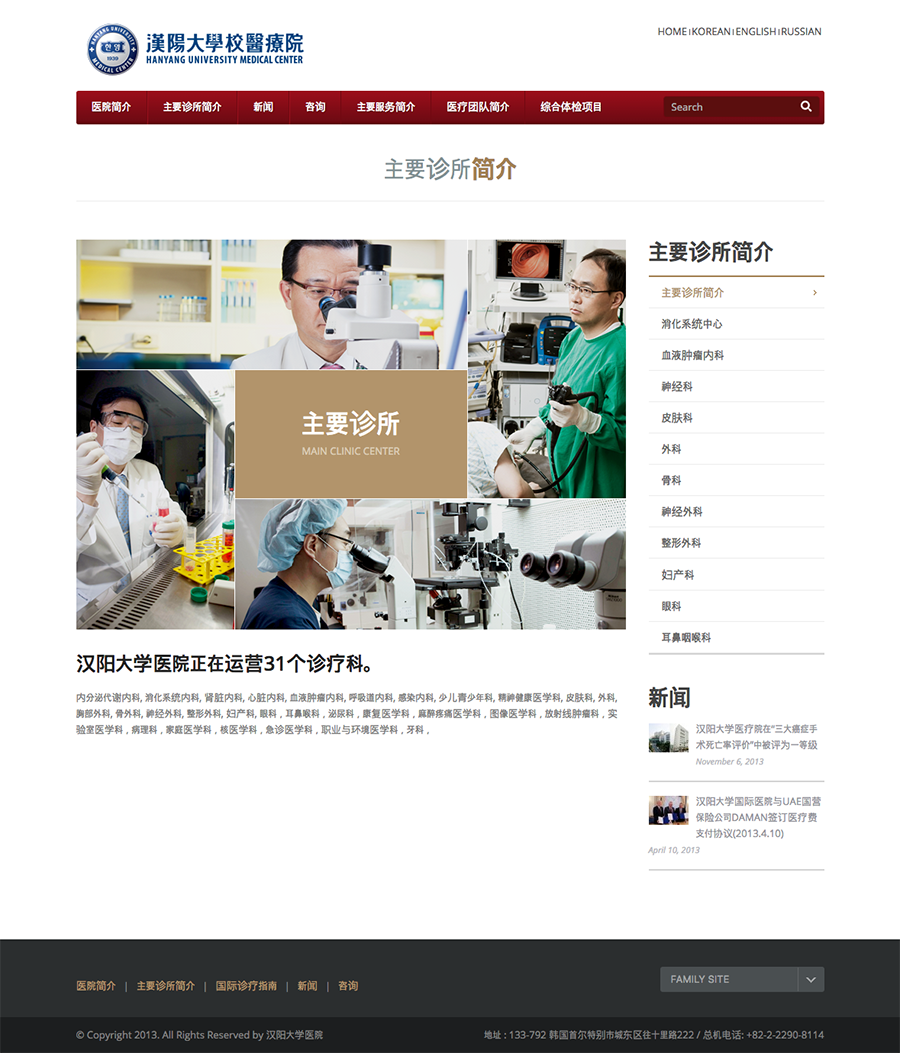 漢陽大學校醫療院
HANYANG UNIVERSITY MEDICAL CENTER
HANYANG UNIVERSITY
한양
1939
MEDICAL CENTER
HOME | KOREAN | ENGLISH | RUSSIAN
医院简介 主要诊所简介 新闻 咨询 主要服务简介 医疗团队简介 综合体检项目 Search
主要诊所简介
主要诊所
MAIN CLINIC CENTER
汉阳大学医院正在运营31个诊疗科。
内分泌代谢内科, 消化系统内科, 肾脏内科, 心脏内科, 血液肿瘤内科, 呼吸道内科, 感染内科, 少儿青少年科, 精神健康医学科, 皮肤科, 外科,
胸部外科, 骨外科, 神经外科, 整形外科, 妇产科, 眼科 , 耳鼻喉科 , 泌尿科 , 康复医学科 , 麻醉疼痛医学科 , 图像医学科 , 放射线肿瘤科 , 实
验室医学科 , 病理科 , 家庭医学科 , 核医学科 , 急诊医学科 , 职业与环境医学科 , 牙科 ,
主要诊所简介
主要诊所简介
消化系统中心
血液肿瘤内科
神经科
皮肤科
外科
骨科
神经外科
整形外科
妇产科
眼科
耳鼻咽喉科
新闻
汉阳大学医疗院在“三大癌症手
术死亡率评价”中被评为一等级
November 6, 2013
汉阳大学国际医院与UAE国营
保险公司DAMAN签订医疗费
支付协议(2013.4.10)
April 10, 2013
医院简介 | 主要诊所简介 | 国际诊疗指南 | 新闻 | 咨询
FAMILY SITE
© Copyright 2013. All Rights Reserved by 汉阳大学医院
地址 : 133-792 韩国首尔特别市城东区往十里路222 / 总机电话: +82-2-2290-8114